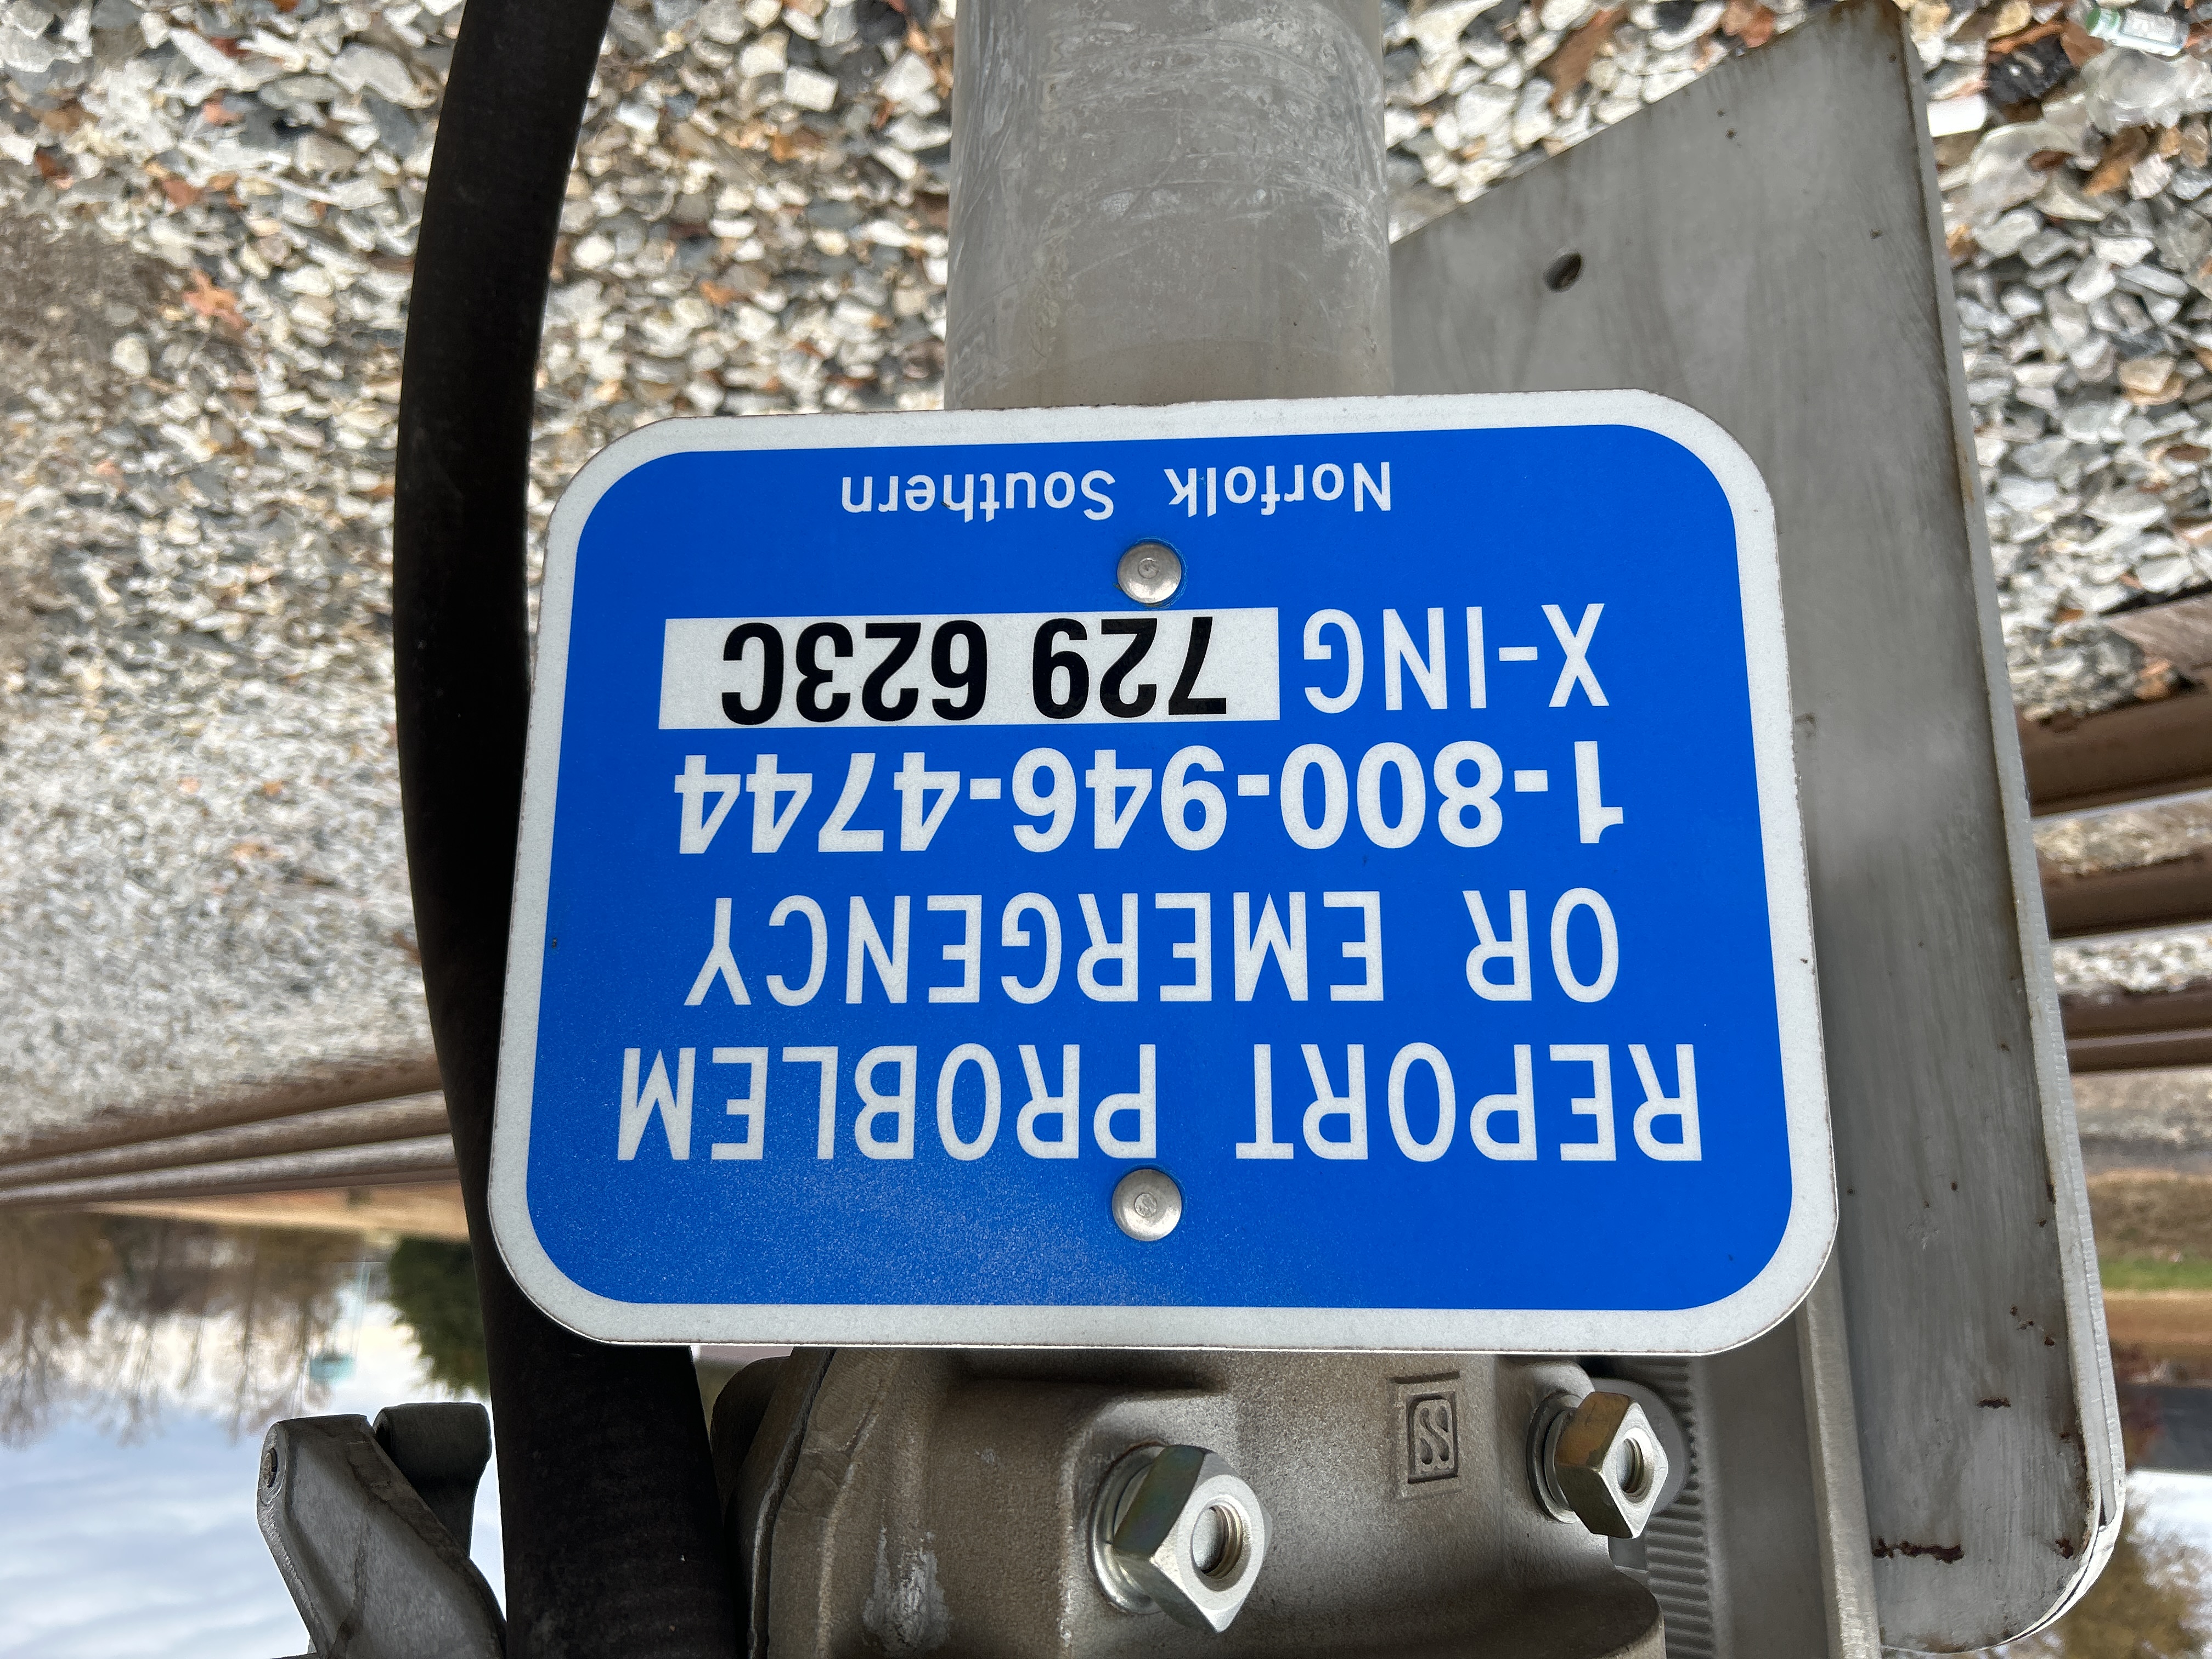 REPORT PROBLEM
OR EMERGENCY
1-800-946-4744
X-ING 729 623C
Norfolk Southern